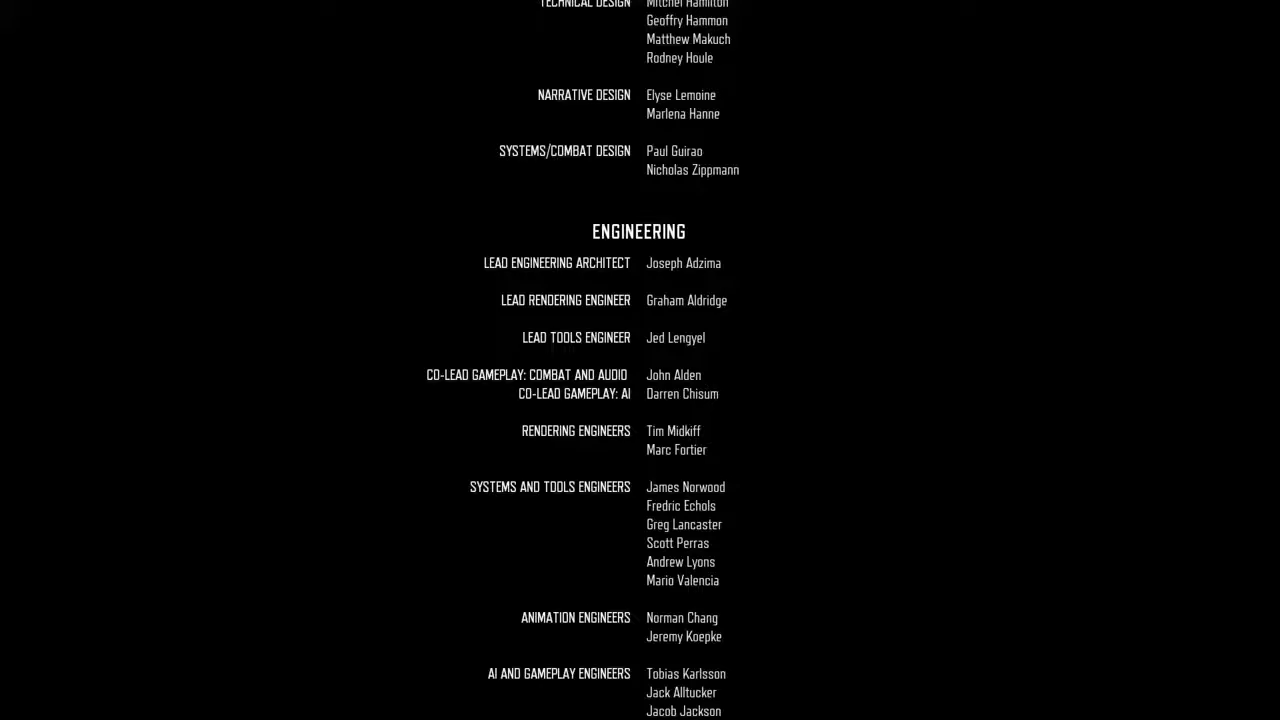 TECHNICAL DESIGN Mitchel Hamilton
Geoffry Hammon
Matthew Makuch
Rodney Houle
NARRATIVE DESIGN Elyse Lemoine
Marlena Hanne
SYSTEMS/COMBAT DESIGN Paul Guirao
Nicholas Zippmann
ENGINEERING
LEAD ENGINEERING ARCHITECT Joseph Adzima
LEAD RENDERING ENGINEER Graham Aldridge
LEAD TOOLS ENGINEER Jed Lengyel
CO-LEAD GAMEPLAY: COMBAT AND AUDIO John Alden
CO-LEAD GAMEPLAY: AI Darren Chisum
RENDERING ENGINEERS Tim Midkiff
Marc Fortier
SYSTEMS AND TOOLS ENGINEERS James Norwood
Fredric Echols
Greg Lancaster
Scott Perras
Andrew Lyons
Mario Valencia
ANIMATION ENGINEERS Norman Chang
Jeremy Koepke
AI AND GAMEPLAY ENGINEERS Tobias Karlsson
Jack Alltucker
Jacob Jackson